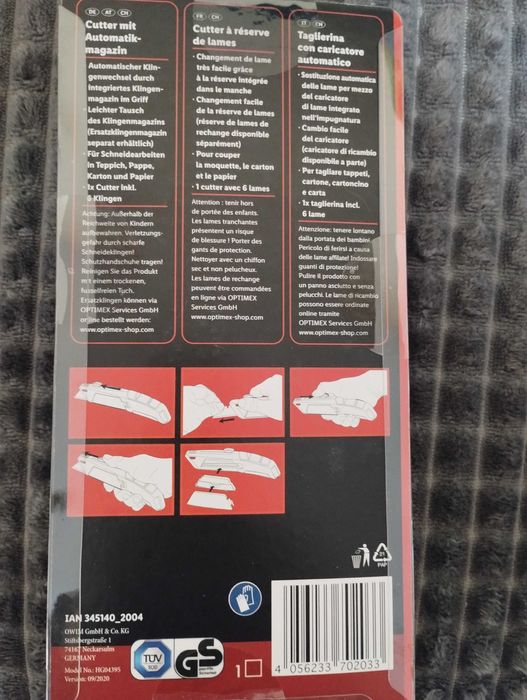 DE AT CH
Cutter mit
Automatik-
magazin
· Automatischer Klin-
genwechsel durch
integriertes Klingen-
magazin im Griff
· Leichter Tausch
des Klingenmagazins
(Ersatzklingenmagazin
separat erhältlich)
· Für Schneidearbeiten
in Teppich, Pappe,
Karton und Papier
· 1x Cutter inkl.
6 Klingen
Achtung: Außerhalb der
Reichweite von Kindern
aufbewahren. Verletzungs-
gefahr durch scharfe
Schneidklingen!
Schutzhandschuhe tragen!
Reinigen Sie das Produkt
mit einem trockenen,
fusselfreien Tuch.
Ersatzklingen können via
OPTIMEX Services GmbH
online bestellt werden:
www.optimex-shop.com
FR CH
Cutter à réserve
de lames
· Changement de lame
très facile grâce
à la réserve intégrée
dans le manche
· Changement facile
de la réserve de lames
(réserve de lames de
rechange disponible
séparément)
· Pour couper
la moquette, le carton
et le papier
· 1 cutter avec 6 lames
Attention : tenir hors
de portée des enfants.
Les lames tranchantes
présentent un risque
de blessure ! Porter des
gants de protection.
Nettoyer avec un chiffon
sec et non pelucheux.
Les lames de rechange
peuvent être commandées
en ligne via OPTIMEX
Services GmbH
www.optimex-shop.com
IT CH
Taglierina
con caricatore
automatico
· Sostituzione automatica
delle lame per mezzo
del caricatore
di lame integrato
nell'impugnatura
· Cambio facile
del caricatore
(caricatore di ricambio
disponibile a parte)
· Per tagliare tappeti,
cartone, cartoncino
e carta
· 1x taglierina incl.
6 lame
Attenzione: tenere lontano
dalla portata dei bambini.
Pericolo di ferirsi a causa
delle lame affilate! Indossare
guanti di protezione!
Pulire il prodotto con
un panno asciutto e senza
pelucchi. Le lame di ricambio
possono essere ordinate
online tramite
OPTIMEX Services GmbH
www.optimex-shop.com
21
PAP
IAN 345140_2004
OWIM GmbH & Co. KG
Stiftsbergstraße 1
74167 Neckarsulm
GERMANY
Model No.: HG04395
Version: 09/2020
TÜV
SÜD
GS
geprüfte
Sicherheit
1
4 056233 702033